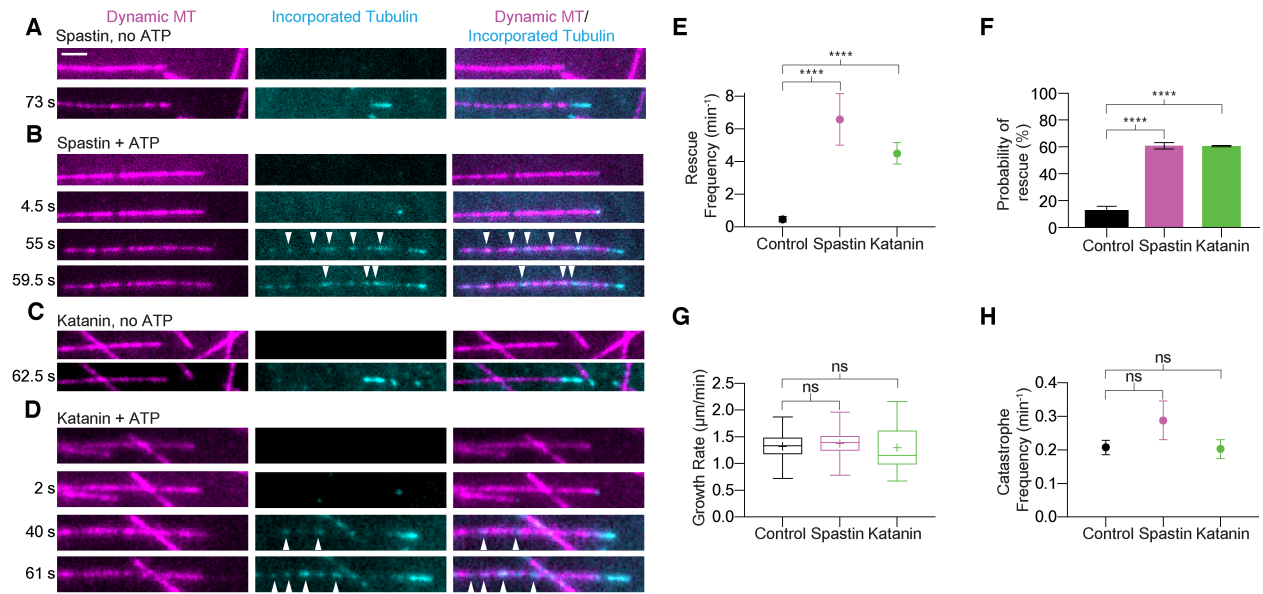 A
Dynamic MT
Incorporated Tubulin
Dynamic MT/
Incorporated Tubulin
Spastin, no ATP
73 s
B
Spastin + ATP
4.5 s
55 s
59.5 s
C
Katanin, no ATP
62.5 s
D
Katanin + ATP
2 s
40 s
61 s
E
****
****
Rescue
Frequency (min-1)
8
6
4
2
0
Control
Spastin
Katanin
F
****
****
Probability of
rescue (%)
100
80
60
40
20
0
Control
Spastin
Katanin
G
ns
ns
Growth Rate (μm/min)
2.5
2.0
1.5
1.0
0.5
0.0
Control
Spastin
Katanin
H
ns
ns
Catastrophe
Frequency (min-1)
0.4
0.3
0.2
0.1
0.0
Control
Spastin
Katanin